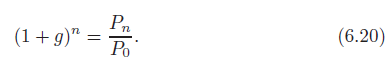 (1 + g)^n = P_n / P_0. (6.20)